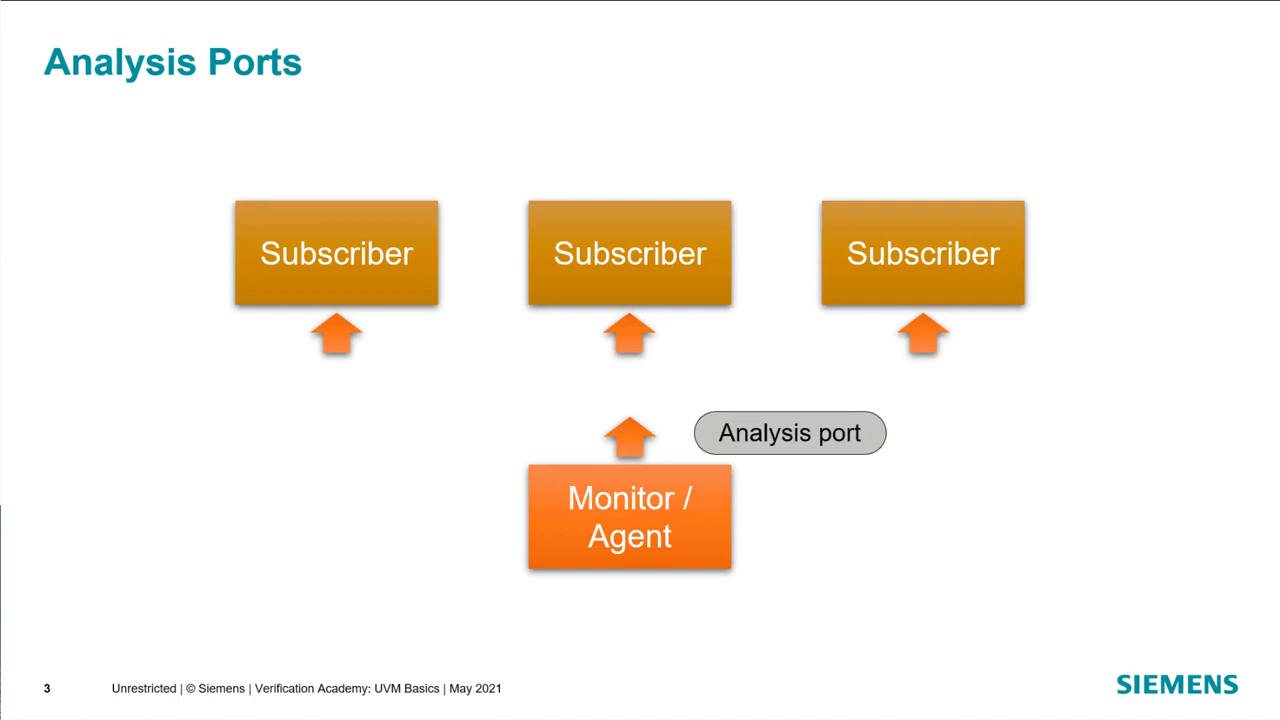 Analysis Ports
Subscriber
Subscriber
Subscriber
Analysis port
Monitor /
Agent
3
Unrestricted | © Siemens | Verification Academy: UVM Basics | May 2021
SIEMENS